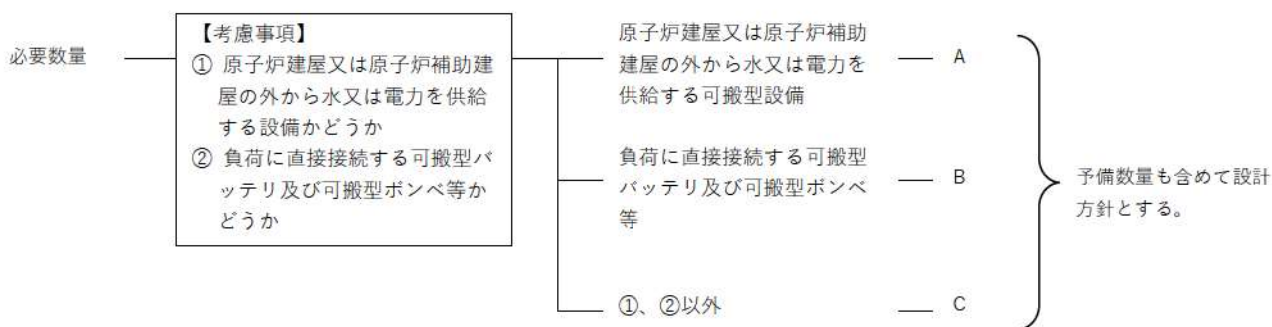 必要数量
【考慮事項】
① 原子炉建屋又は原子炉補助建
屋の外から水又は電力を供給
する設備かどうか
② 負荷に直接接続する可搬型バ
ッテリ及び可搬型ボンベ等か
どうか
原子炉建屋又は原子炉補助
建屋の外から水又は電力を
供給する可搬型設備
A
負荷に直接接続する可搬型
バッテリ及び可搬型ボンベ
等
B
①、②以外
C
予備数量も含めて設計
方針とする。